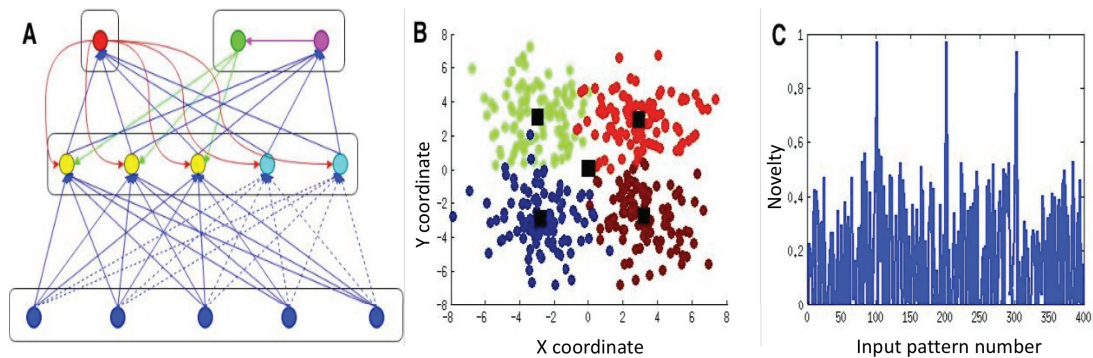 A
B
8
6
4
2
0
-2
-4
-6
-8
Y coordinate
-8 -6 -4 -2 0 2 4 6 8
X coordinate
C
1
0.8
0.6
0.4
0.2
0
Novelty
0 50 100 150 200 250 300 350 400
Input pattern number